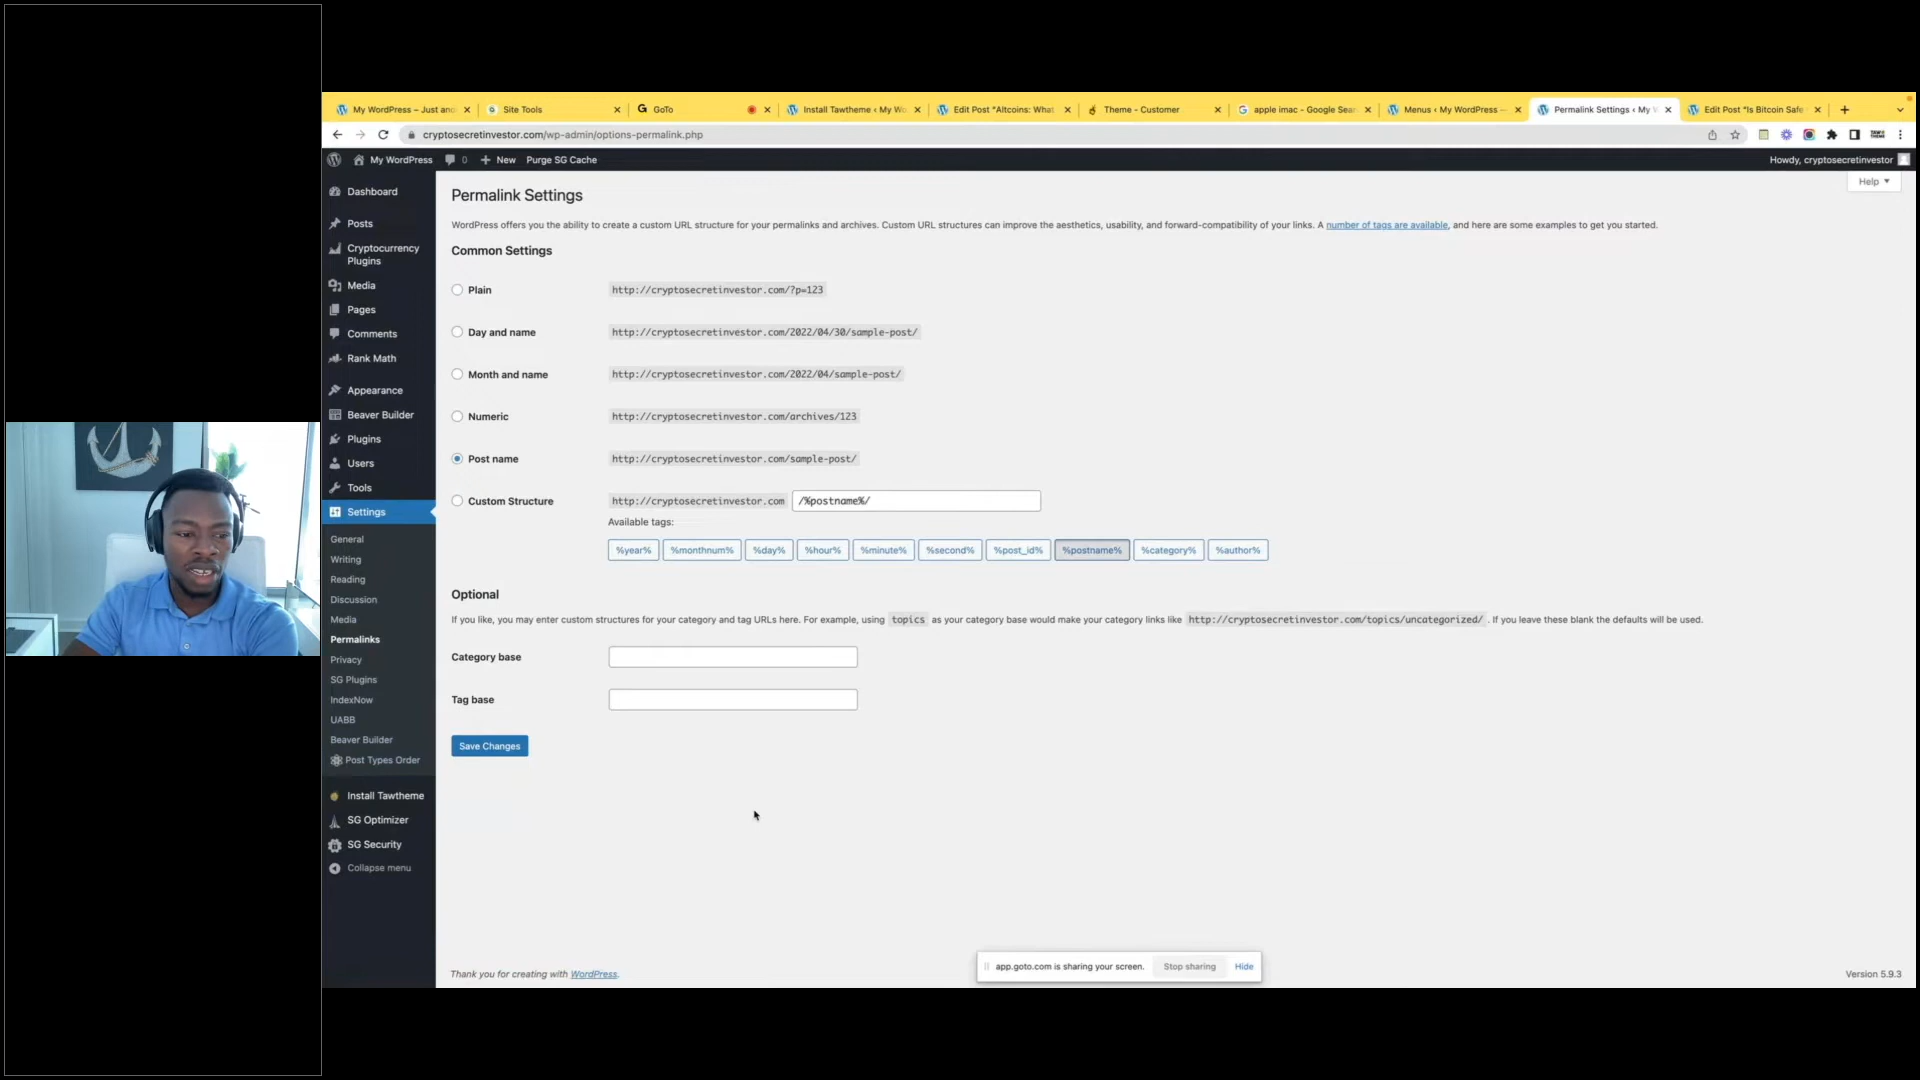 My WordPress – Just ano
Site Tools
GoTo
Install Tawtheme ‹ My Wo
Edit Post "Altcoins: What
Theme - Customer
apple imac - Google Sear
Menus ‹ My WordPress —
Permalink Settings ‹ My W
Edit Post "Is Bitcoin Safe
cryptosecretinvestor.com/wp-admin/options-permalink.php
My WordPress 0 New Purge SG Cache Howdy, cryptosecretinvestor
Help
Dashboard
Posts
Cryptocurrency
Plugins
Media
Pages
Comments
Rank Math
Appearance
Beaver Builder
Plugins
Users
Tools
Settings
General
Writing
Reading
Discussion
Media
Permalinks
Privacy
SG Plugins
IndexNow
UABB
Beaver Builder
Post Types Order
Install Tawtheme
SG Optimizer
SG Security
Collapse menu
Permalink Settings
WordPress offers you the ability to create a custom URL structure for your permalinks and archives. Custom URL structures can improve the aesthetics, usability, and forward-compatibility of your links. A number of tags are available, and here are some examples to get you started.
Common Settings
Plain http://cryptosecretinvestor.com/?p=123
Day and name http://cryptosecretinvestor.com/2022/04/30/sample-post/
Month and name http://cryptosecretinvestor.com/2022/04/sample-post/
Numeric http://cryptosecretinvestor.com/archives/123
Post name http://cryptosecretinvestor.com/sample-post/
Custom Structure http://cryptosecretinvestor.com /%postname%/
Available tags:
%year% %monthnum% %day% %hour% %minute% %second% %post_id% %postname% %category% %author%
Optional
If you like, you may enter custom structures for your category and tag URLs here. For example, using topics as your category base would make your category links like http://cryptosecretinvestor.com/topics/uncategorized/ . If you leave these blank the defaults will be used.
Category base
Tag base
Save Changes
app.goto.com is sharing your screen. Stop sharing Hide
Thank you for creating with WordPress.
Version 5.9.3